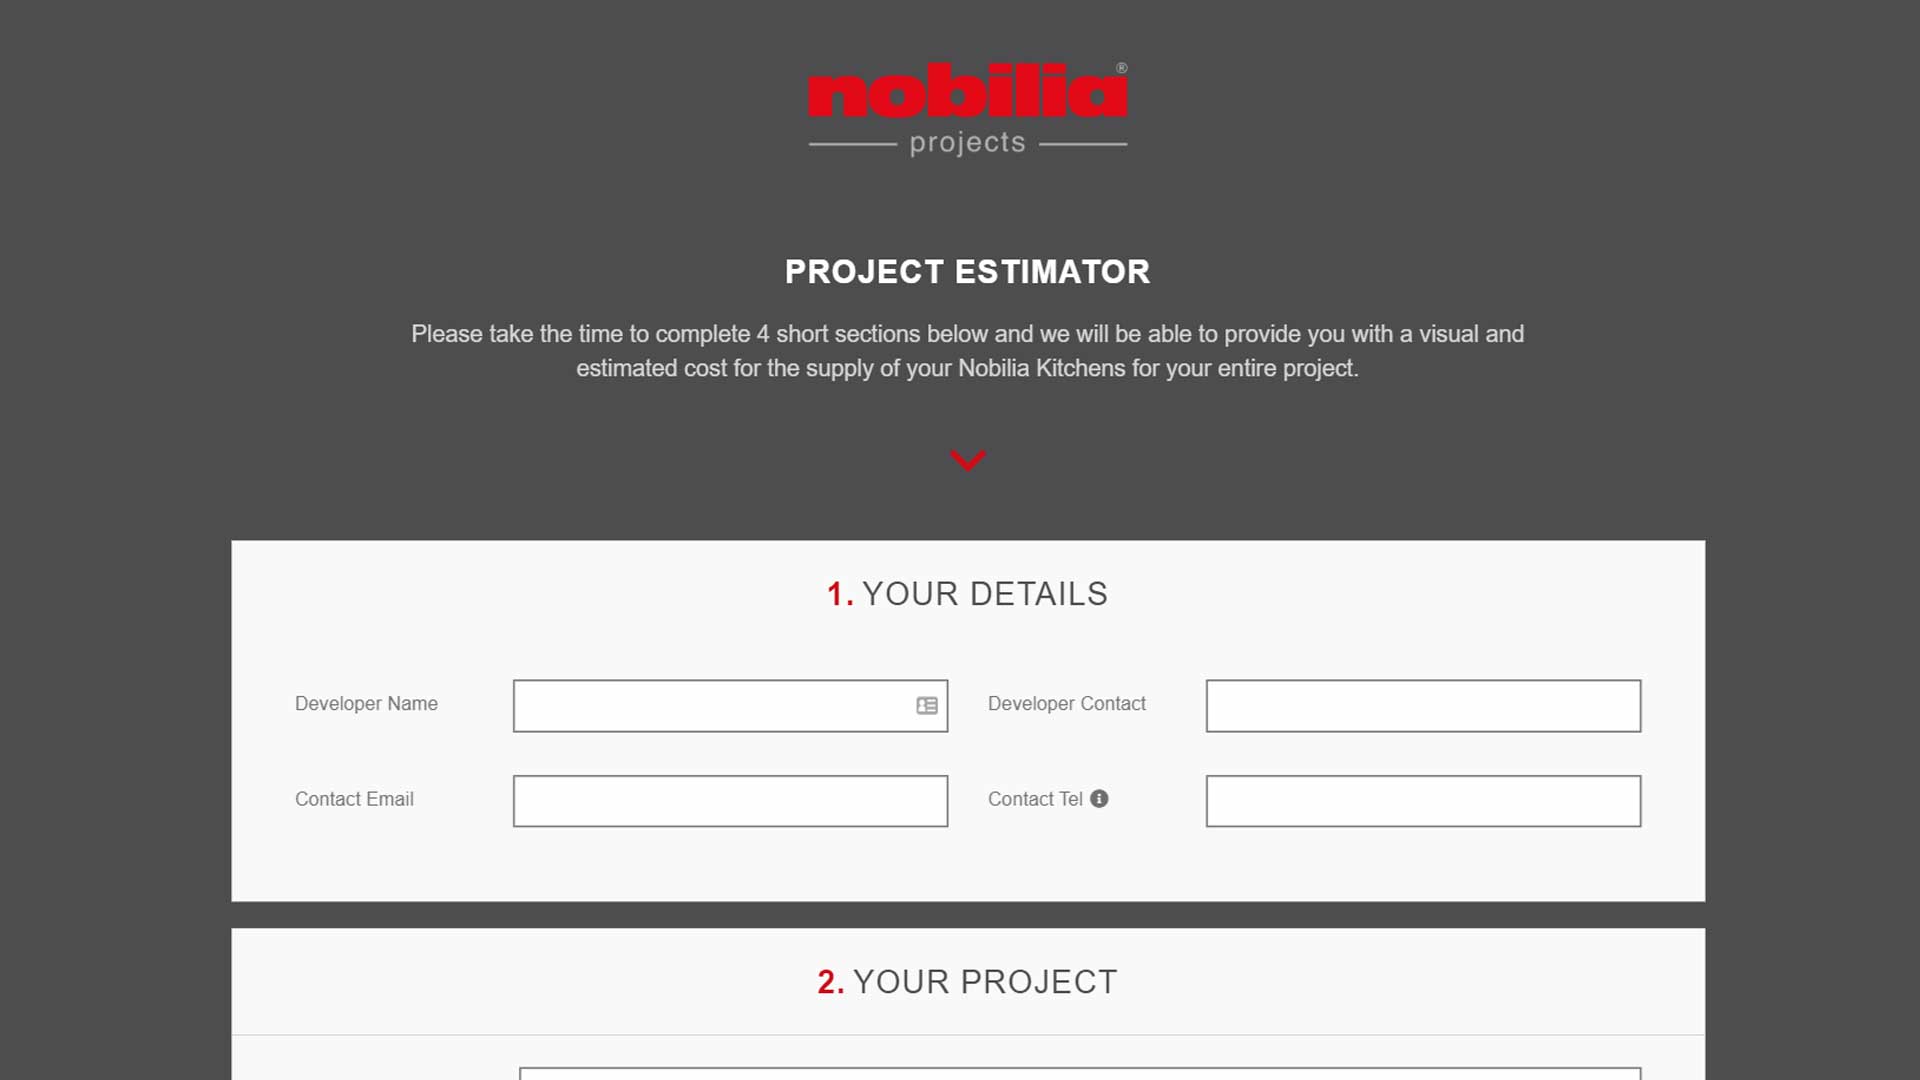 nobilia®
projects
PROJECT ESTIMATOR
Please take the time to complete 4 short sections below and we will be able to provide you with a visual and
estimated cost for the supply of your Nobilia Kitchens for your entire project.
1. YOUR DETAILS
Developer Name
Developer Contact
Contact Email
Contact Tel
2. YOUR PROJECT